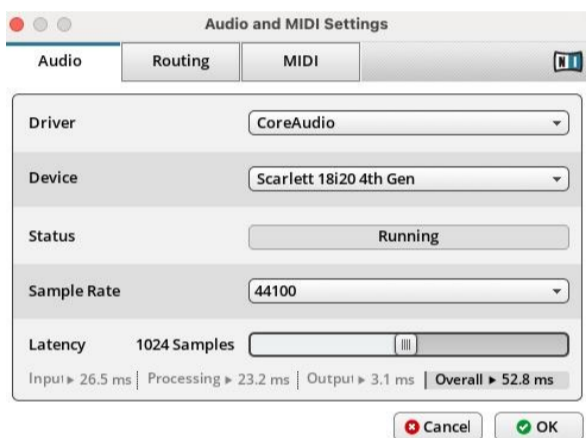 Audio and MIDI Settings
Audio Routing MIDI NI
Driver CoreAudio
Device Scarlett 18i20 4th Gen
Status Running
Sample Rate 44100
Latency 1024 Samples
Input ▸ 26.5 ms | Processing ▸ 23.2 ms | Output ▸ 3.1 ms | Overall ▸ 52.8 ms
Cancel OK